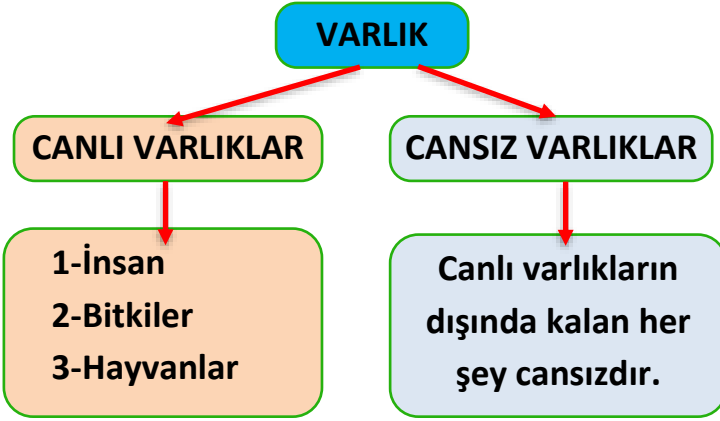 VARLIK
CANLI VARLIKLAR
CANSIZ VARLIKLAR
1-İnsan
2-Bitkiler
3-Hayvanlar
Canlı varlıkların
dışında kalan her
şey cansızdır.